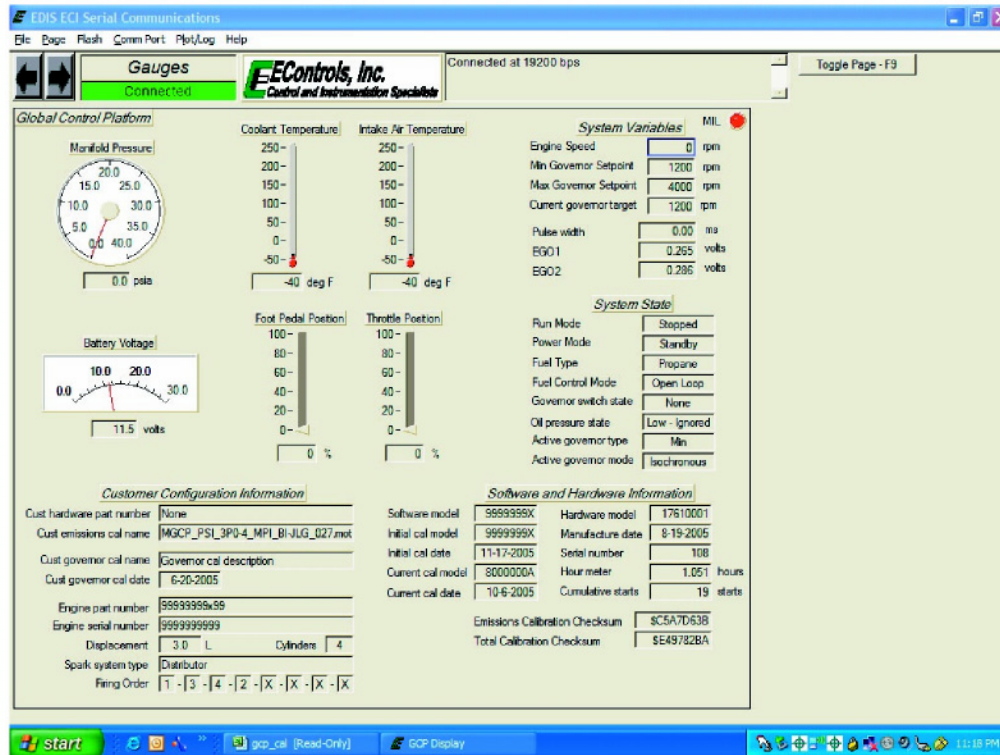 EDIS ECI Serial Communications
File Page Flash Comm Port Plot/Log Help
Gauges
Connected
EControls, Inc.
Control and Instrumentation Specialists
Connected at 19200 bps
Toggle Page - F9
Global Control Platform
Manifold Pressure
20.0
15.0 25.0
10.0 30.0
5.0 35.0
0.0 40.0
0.0 psia
Coolant Temperature
250-
200-
150-
100-
50-
0-
-50-
-40 deg F
Intake Air Temperature
250-
200-
150-
100-
50-
0-
-50-
-40 deg F
System Variables
MIL
Engine Speed 0 rpm
Min Governor Setpoint 1200 rpm
Max Governor Setpoint 4000 rpm
Current governor target 1200 rpm
Pulse width 0.00 ms
EGO1 0.265 volts
EGO2 0.286 volts
Battery Voltage
10.0 20.0
0.0 30.0
11.5 volts
Foot Pedal Position
100-
80-
60-
40-
20-
0-
0 %
Throttle Position
100-
80-
60-
40-
20-
0-
0 %
System State
Run Mode Stopped
Power Mode Standby
Fuel Type Propane
Fuel Control Mode Open Loop
Governor switch state None
Oil pressure state Low - Ignored
Active governor type Min
Active governor mode Isochronous
Customer Configuration Information
Cust hardware part number None
Cust emissions cal name MGCP_PSI_3P0-4_MPI_BI-JLG_027.mot
Cust governor cal name Governor cal description
Cust governor cal date 6-20-2005
Engine part number 99999999x99
Engine serial number 9999999999
Displacement 3.0 L Cylinders 4
Spark system type Distributor
Firing Order 1 - 3 - 4 - 2 - X - X - X - X
Software and Hardware Information
Software model 9999999X Hardware model 17610001
Initial cal model 9999999X Manufacture date 8-19-2005
Initial cal date 11-17-2005 Serial number 108
Current cal model 8000000A Hour meter 1.051 hours
Current cal date 10-6-2005 Cumulative starts 19 starts
Emissions Calibration Checksum $C5A7D63B
Total Calibration Checksum $E49782BA
start
gcp_cal [Read-Only]
GCP Display
11:18 PM